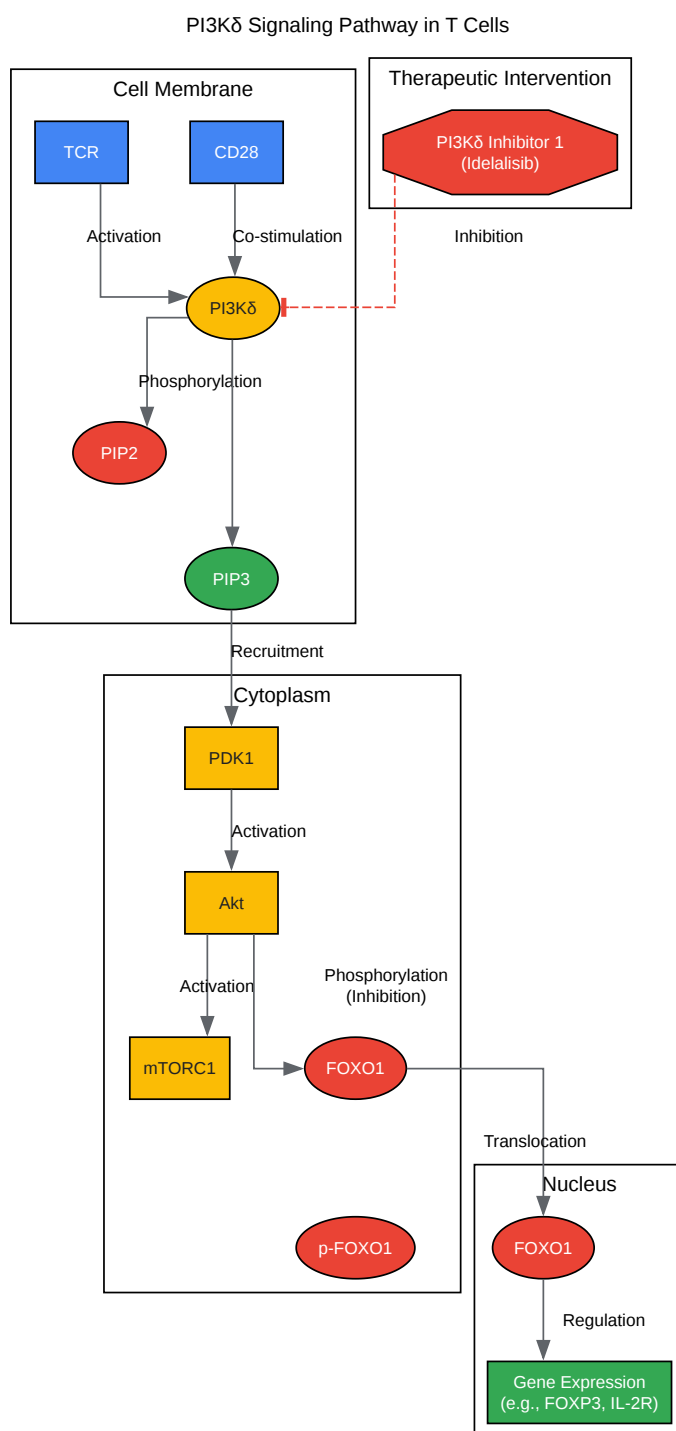 PI3Kδ Signaling Pathway in T Cells
Cell Membrane
Therapeutic Intervention
TCR
CD28
PI3Kδ Inhibitor 1
(Idelalisib)
Activation
Co-stimulation
Inhibition
PI3Kδ
Phosphorylation
PIP2
PIP3
Recruitment
Cytoplasm
PDK1
Activation
Akt
Activation
Phosphorylation
(Inhibition)
mTORC1
FOXO1
Translocation
Nucleus
p-FOXO1
FOXO1
Regulation
Gene Expression
(e.g., FOXP3, IL-2R)